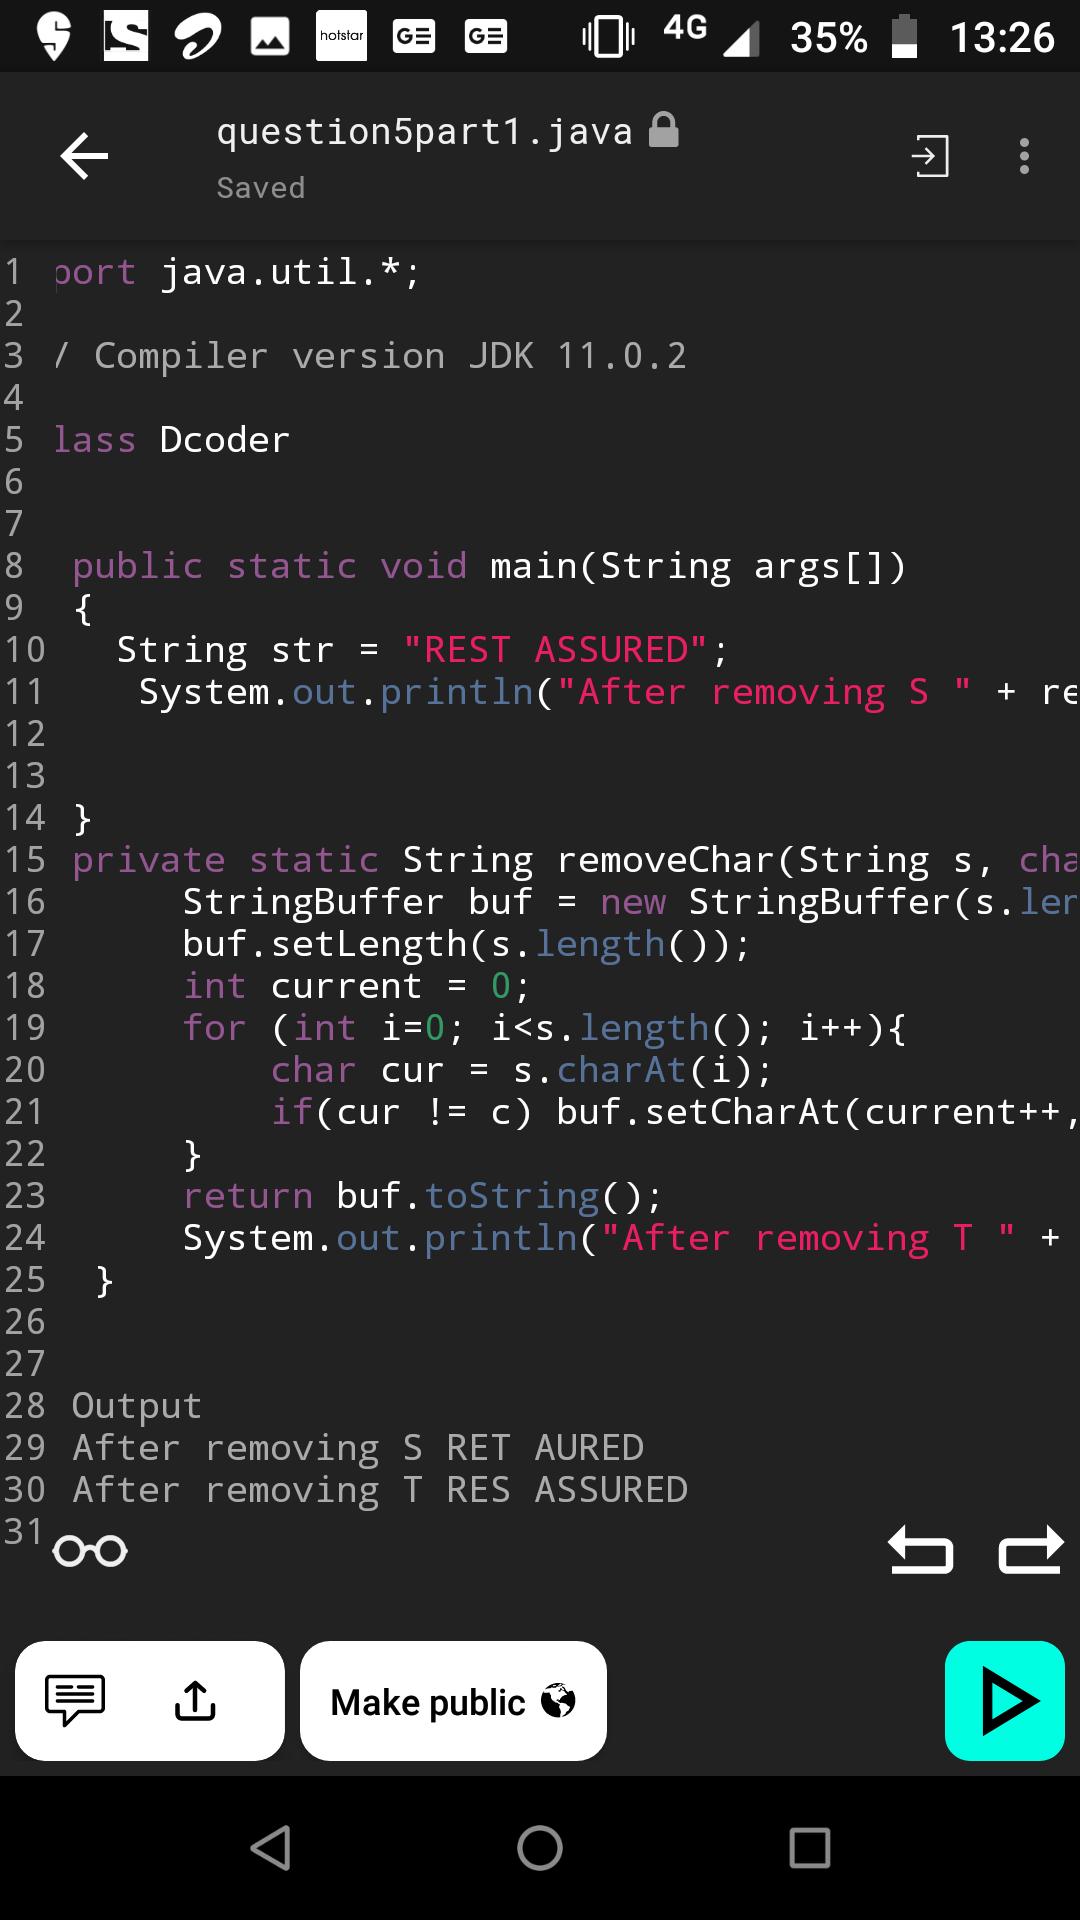 hotstar
GE
GE
4G
35%
13:26
question5part1.java
Saved
1 port java.util.*;
2
3 / Compiler version JDK 11.0.2
4
5 lass Dcoder
6
7
8 public static void main(String args[])
9 {
10 String str = "REST ASSURED";
11 System.out.println("After removing S " + re
12
13
14 }
15 private static String removeChar(String s, cha
16 StringBuffer buf = new StringBuffer(s.len
17 buf.setLength(s.length());
18 int current = 0;
19 for (int i=0; i<s.length(); i++){
20 char cur = s.charAt(i);
21 if(cur != c) buf.setCharAt(current++,
22 }
23 return buf.toString();
24 System.out.println("After removing T " +
25 }
26
27
28 Output
29 After removing S RET AURED
30 After removing T RES ASSURED
31
Make public